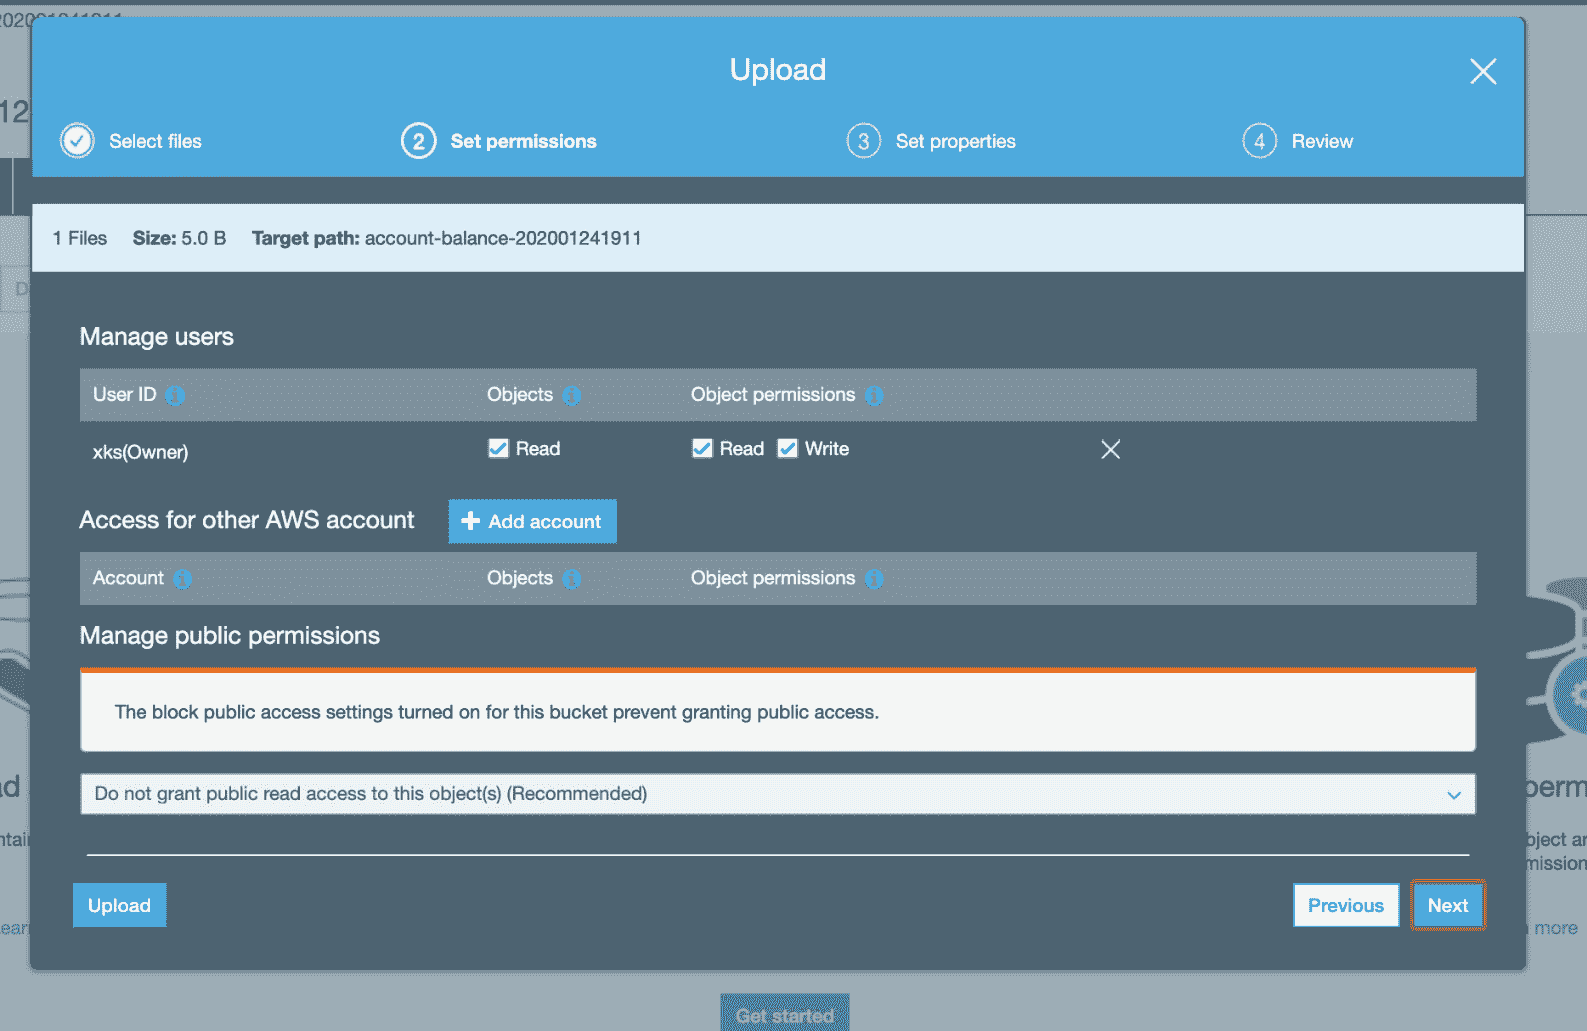 Upload
Select files
2 Set permissions
3 Set properties
4 Review
1 Files Size: 5.0 B Target path: account-balance-202001241911
Manage users
User ID Objects Object permissions
xks(Owner) Read Read Write
Access for other AWS account + Add account
Account Objects Object permissions
Manage public permissions
The block public access settings turned on for this bucket prevent granting public access.
Do not grant public read access to this object(s) (Recommended)
Upload Previous Next
more
Get started